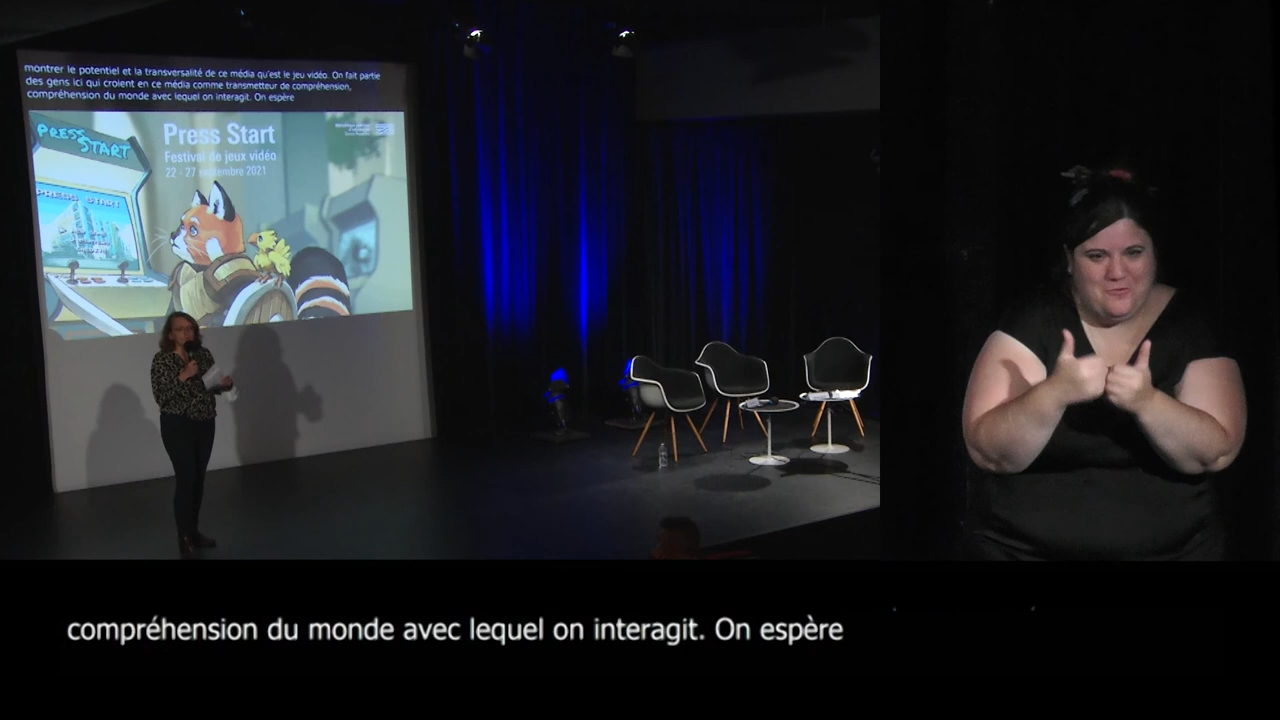 montrer le potentiel et la transversalité de ce média qu'est le jeu vidéo. On fait partie
des gens ici qui croient en ce média comme transmetteur de compréhension,
compréhension du monde avec lequel on interagit. On espère
PRESS
START
Press Start
Festival de jeux vidéo
22 - 27 septembre 2021
PRESS START
compréhension du monde avec lequel on interagit. On espère